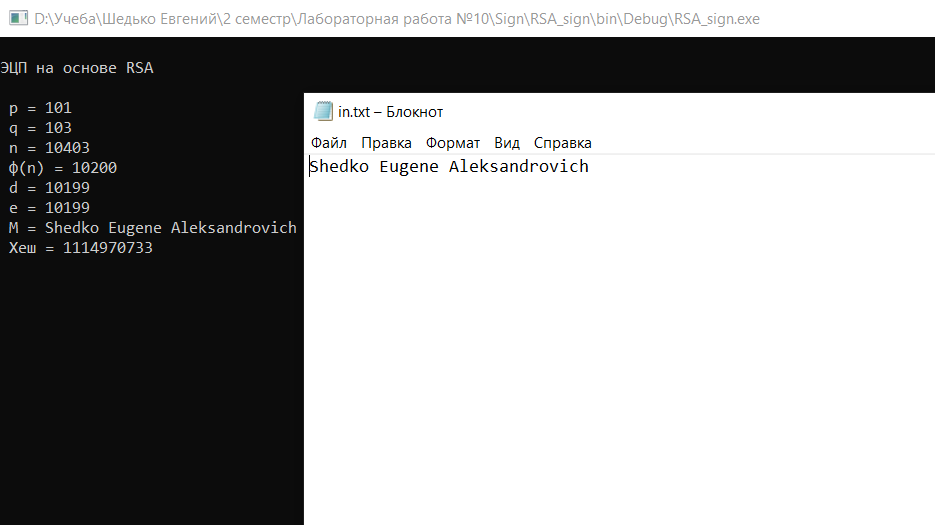 D:\Учеба\Шедько Евгений\2 семестр\Лабораторная работа №10\Sign\RSA_sign\bin\Debug\RSA_sign.exe
ЭЦП на основе RSA
p = 101
q = 103
n = 10403
ф(n) = 10200
d = 10199
e = 10199
M = Shedko Eugene Aleksandrovich
Хеш = 1114970733
in.txt – Блокнот
Файл Правка Формат Вид Справка
Shedko Eugene Aleksandrovich